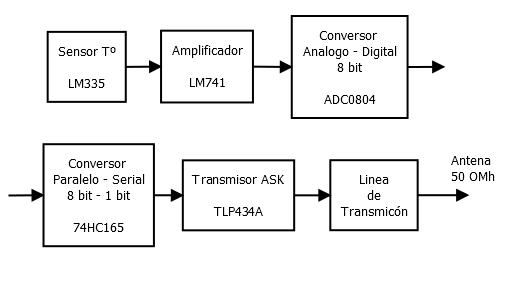 Sensor Tº
LM335
Amplificador
LM741
Conversor
Analogo - Digital
8 bit
ADC0804
Conversor
Paralelo - Serial
8 bit - 1 bit
74HC165
Transmisor ASK
TLP434A
Linea
de
Transmicón
Antena
50 OMh